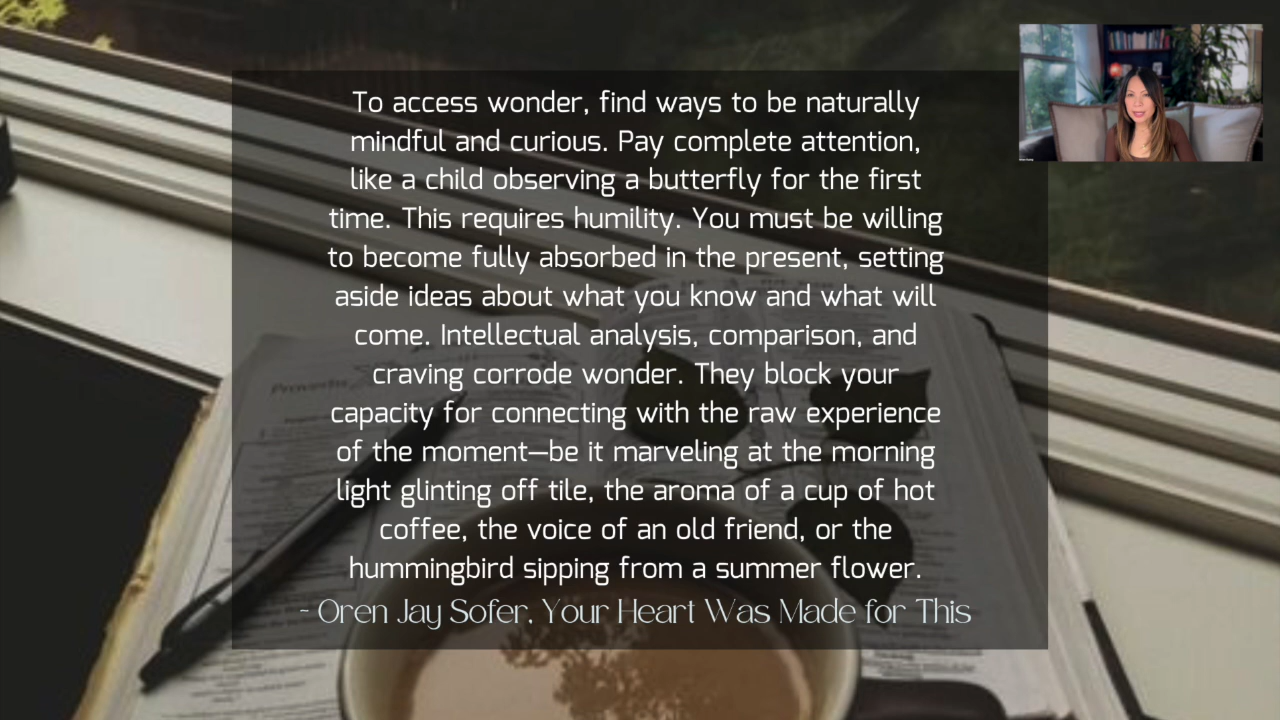 To access wonder, find ways to be naturally
mindful and curious. Pay complete attention,
like a child observing a butterfly for the first
time. This requires humility. You must be willing
to become fully absorbed in the present, setting
aside ideas about what you know and what will
come. Intellectual analysis, comparison, and
craving corrode wonder. They block your
capacity for connecting with the raw experience
of the moment—be it marveling at the morning
light glinting off tile, the aroma of a cup of hot
coffee, the voice of an old friend, or the
hummingbird sipping from a summer flower.
- Oren Jay Sofer, Your Heart Was Made for This
Proverbs